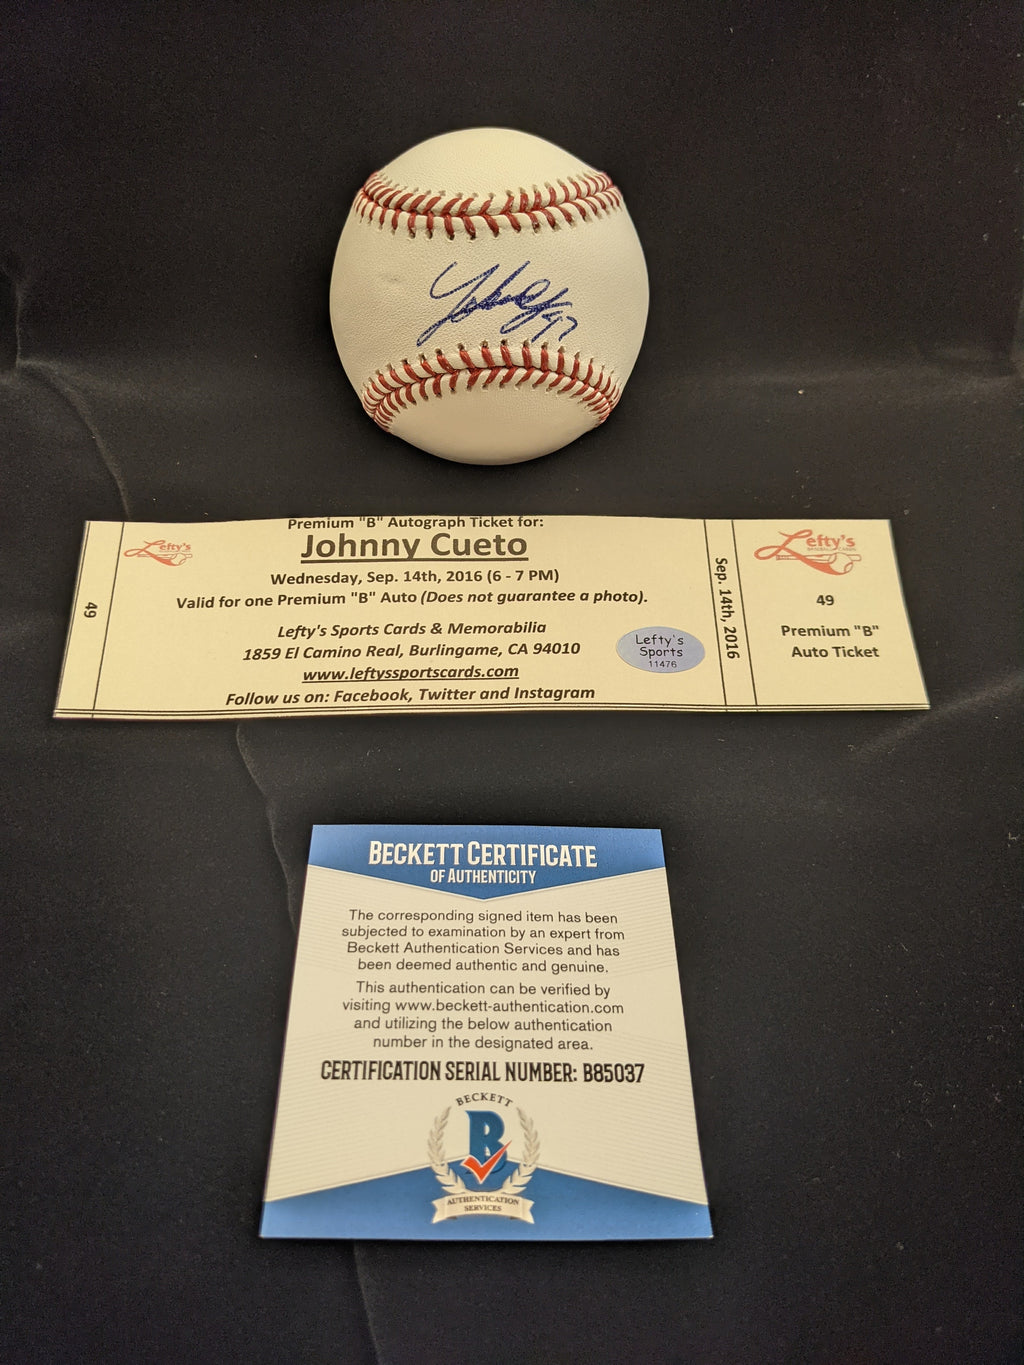 47
Premium "B" Autograph Ticket for:
Johnny Cueto
Wednesday, Sep. 14th, 2016 (6 - 7 PM)
Valid for one Premium "B" Auto (Does not guarantee a photo).
Lefty's Sports Cards & Memorabilia
1859 El Camino Real, Burlingame, CA 94010
www.leftyssportscards.com
Follow us on: Facebook, Twitter and Instagram
Lefty's
49
Lefty's
Sports
11476
Sep. 14th, 2016
Lefty's
BASEBALL CARDS
49
Premium "B"
Auto Ticket
BECKETT CERTIFICATE
OF AUTHENTICITY
The corresponding signed item has been
subjected to examination by an expert from
Beckett Authentication Services and has
been deemed authentic and genuine.
This authentication can be verified by
visiting www.beckett-authentication.com
and utilizing the below authentication
number in the designated area.
CERTIFICATION SERIAL NUMBER: B85037
BECKETT
B
AUTHENTICATION
SERVICES